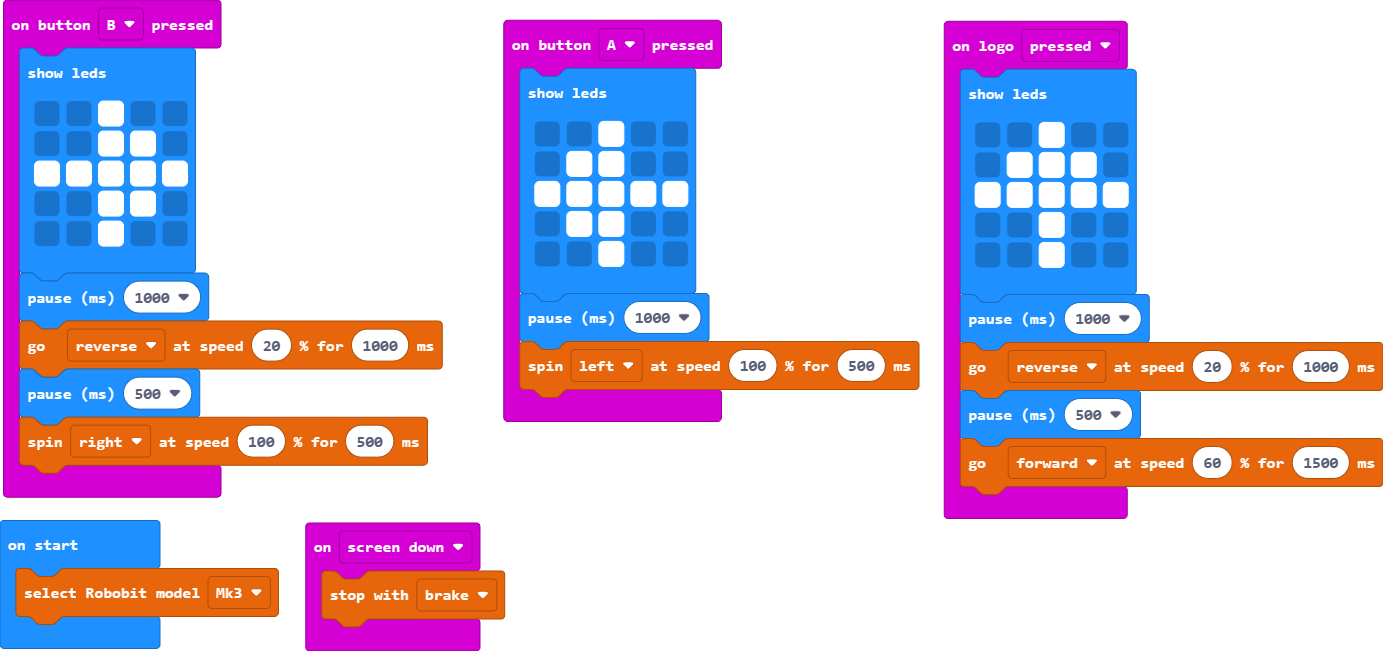 on button B pressed
show leds
pause (ms) 1000
go reverse at speed 20 % for 1000 ms
pause (ms) 500
spin right at speed 100 % for 500 ms
on button A pressed
show leds
pause (ms) 1000
spin left at speed 100 % for 500 ms
on logo pressed
show leds
pause (ms) 1000
go reverse at speed 20 % for 1000 ms
pause (ms) 500
go forward at speed 60 % for 1500 ms
on start
select Robobit model Mk3
on screen down
stop with brake